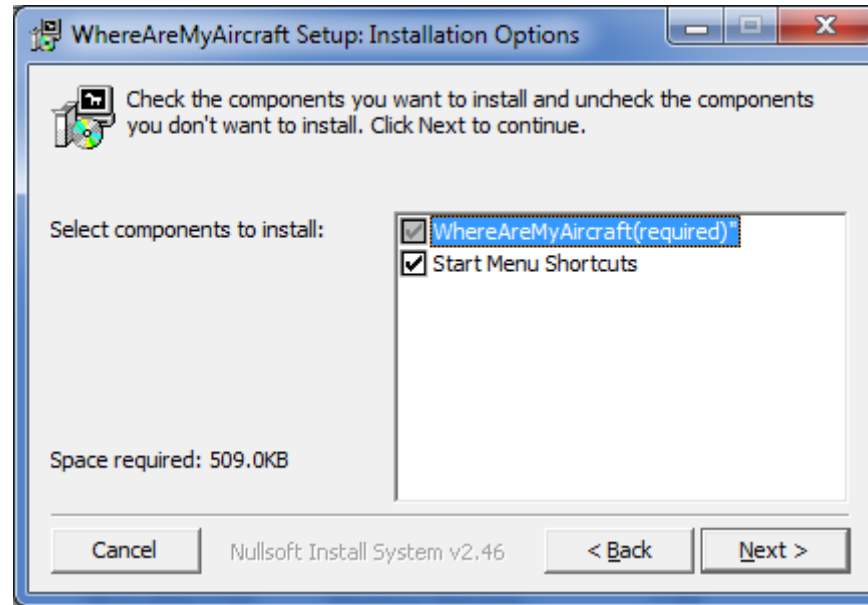 WhereAreMyAircraft Setup: Installation Options
Check the components you want to install and uncheck the components
you don't want to install. Click Next to continue.
Select components to install:
WhereAreMyAircraft(required)"
Start Menu Shortcuts
Space required: 509.0KB
Cancel
Nullsoft Install System v2.46
< Back
Next >